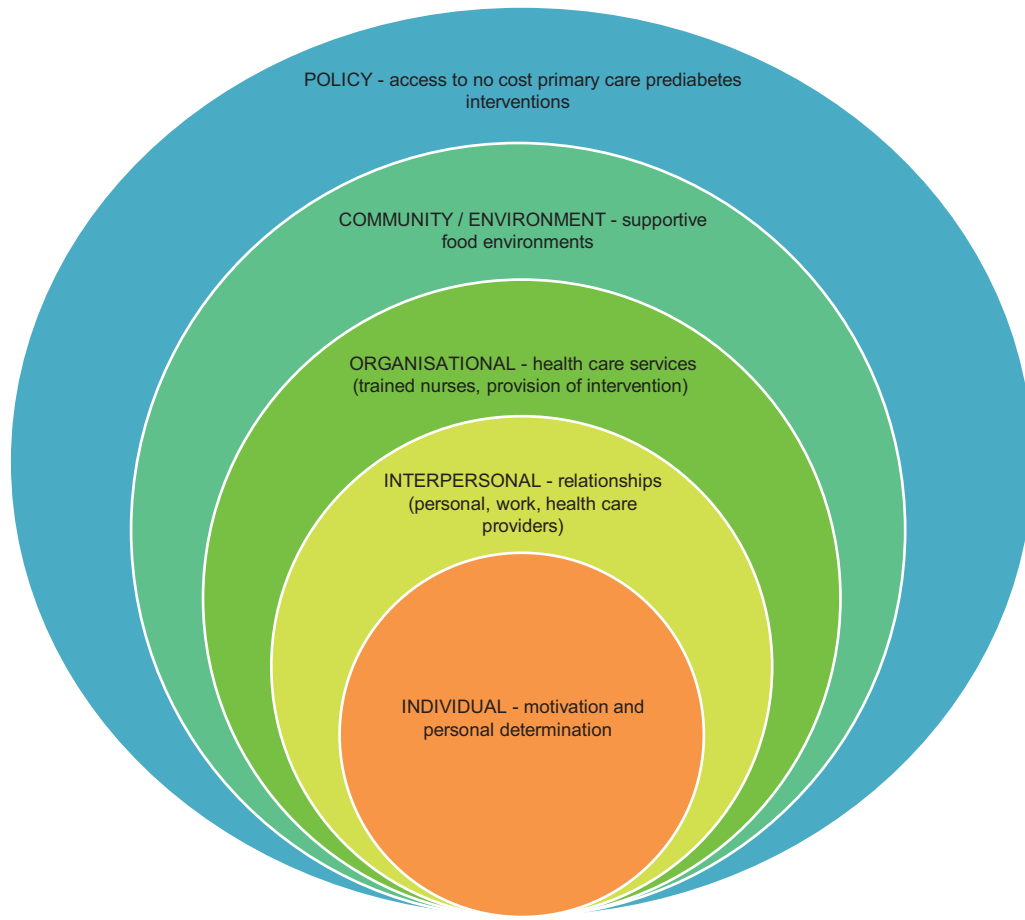 POLICY - access to no cost primary care prediabetes
interventions
COMMUNITY / ENVIRONMENT - supportive
food environments
ORGANISATIONAL - health care services
(trained nurses, provision of intervention)
INTERPERSONAL - relationships
(personal, work, health care
providers)
INDIVIDUAL - motivation and
personal determination